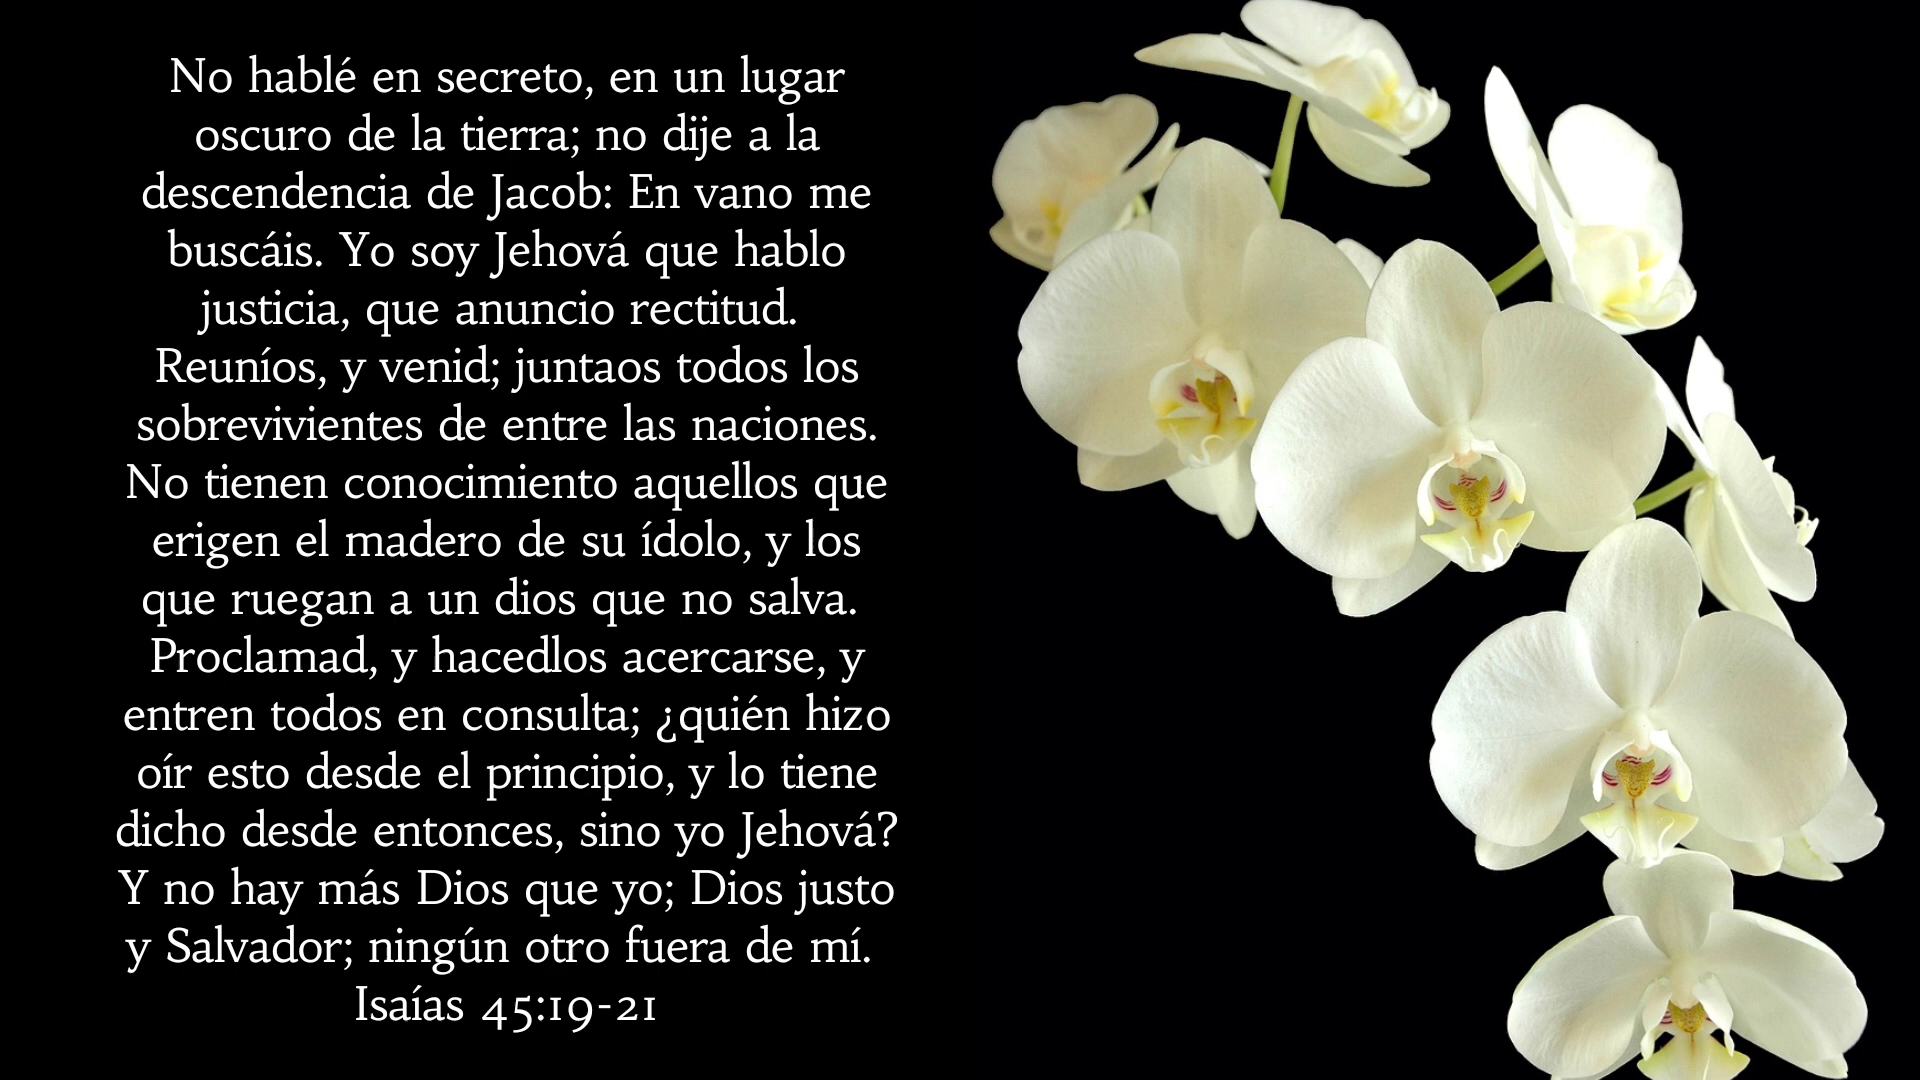 No hablé en secreto, en un lugar
oscuro de la tierra; no dije a la
descendencia de Jacob: En vano me
buscáis. Yo soy Jehová que hablo
justicia, que anuncio rectitud.
Reuníos, y venid; juntaos todos los
sobrevivientes de entre las naciones.
No tienen conocimiento aquellos que
erigen el madero de su ídolo, y los
que ruegan a un dios que no salva.
Proclamad, y hacedlos acercarse, y
entren todos en consulta; ¿quién hizo
oír esto desde el principio, y lo tiene
dicho desde entonces, sino yo Jehová?
Y no hay más Dios que yo; Dios justo
y Salvador; ningún otro fuera de mí.
Isaías 45:19-21